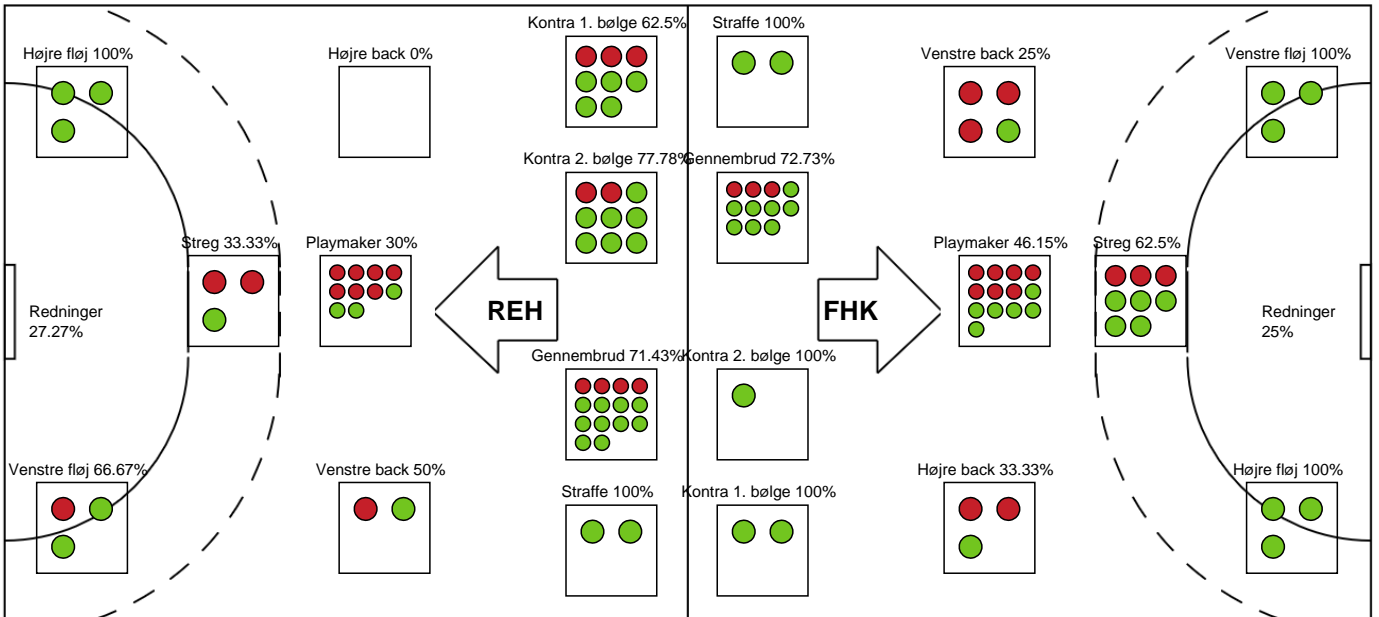 Kontra 1. bølge 62.5%
Straffe 100%
Højre fløj 100%
Højre back 0%
Venstre back 25%
Venstre fløj 100%
Kontra 2. bølge 77.78%
Gennembrud 72.73%
Streg 33.33%
Playmaker 30%
Playmaker 46.15%
Streg 62.5%
REH
FHK
Redninger
27.27%
Redninger
25%
Gennembrud 71.43%
Kontra 2. bølge 100%
Venstre fløj 66.67%
Venstre back 50%
Højre back 33.33%
Højre fløj 100%
Straffe 100%
Kontra 1. bølge 100%